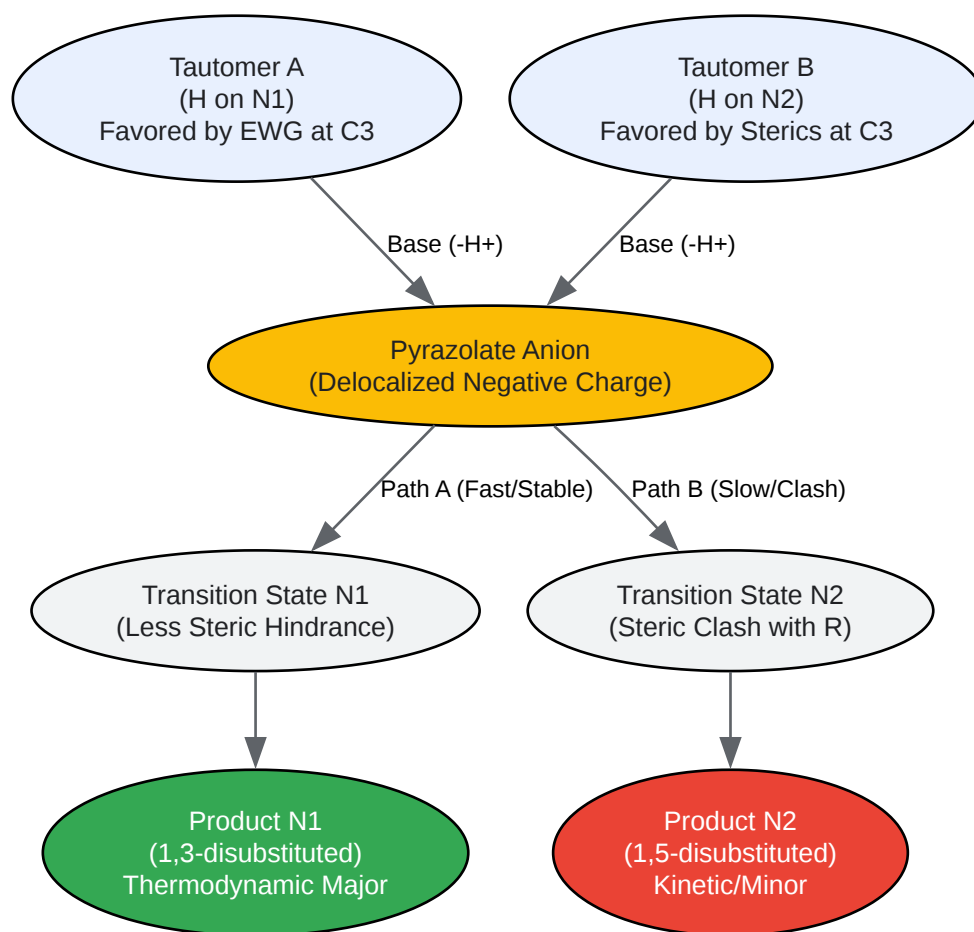 Tautomer A
(H on N1)
Favored by EWG at C3
Tautomer B
(H on N2)
Favored by Sterics at C3
Base (-H+)
Base (-H+)
Pyrazolate Anion
(Delocalized Negative Charge)
Path A (Fast/Stable)
Path B (Slow/Clash)
Transition State N1
(Less Steric Hindrance)
Transition State N2
(Steric Clash with R)
Product N1
(1,3-disubstituted)
Thermodynamic Major
Product N2
(1,5-disubstituted)
Kinetic/Minor